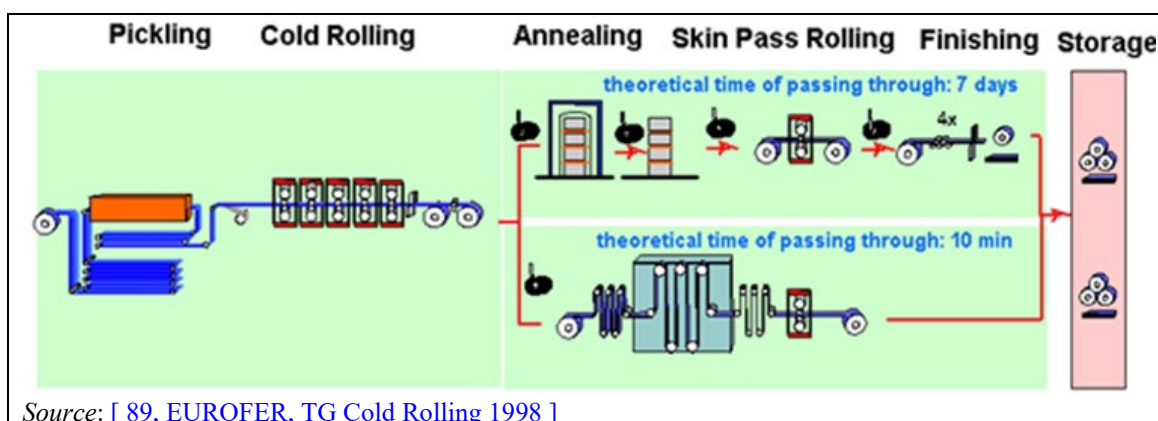 Pickling Cold Rolling Annealing Skin Pass Rolling Finishing Storage
theoretical time of passing through: 7 days
4x
theoretical time of passing through: 10 min
Source: [ 89, EUROFER, TG Cold Rolling 1998 ]